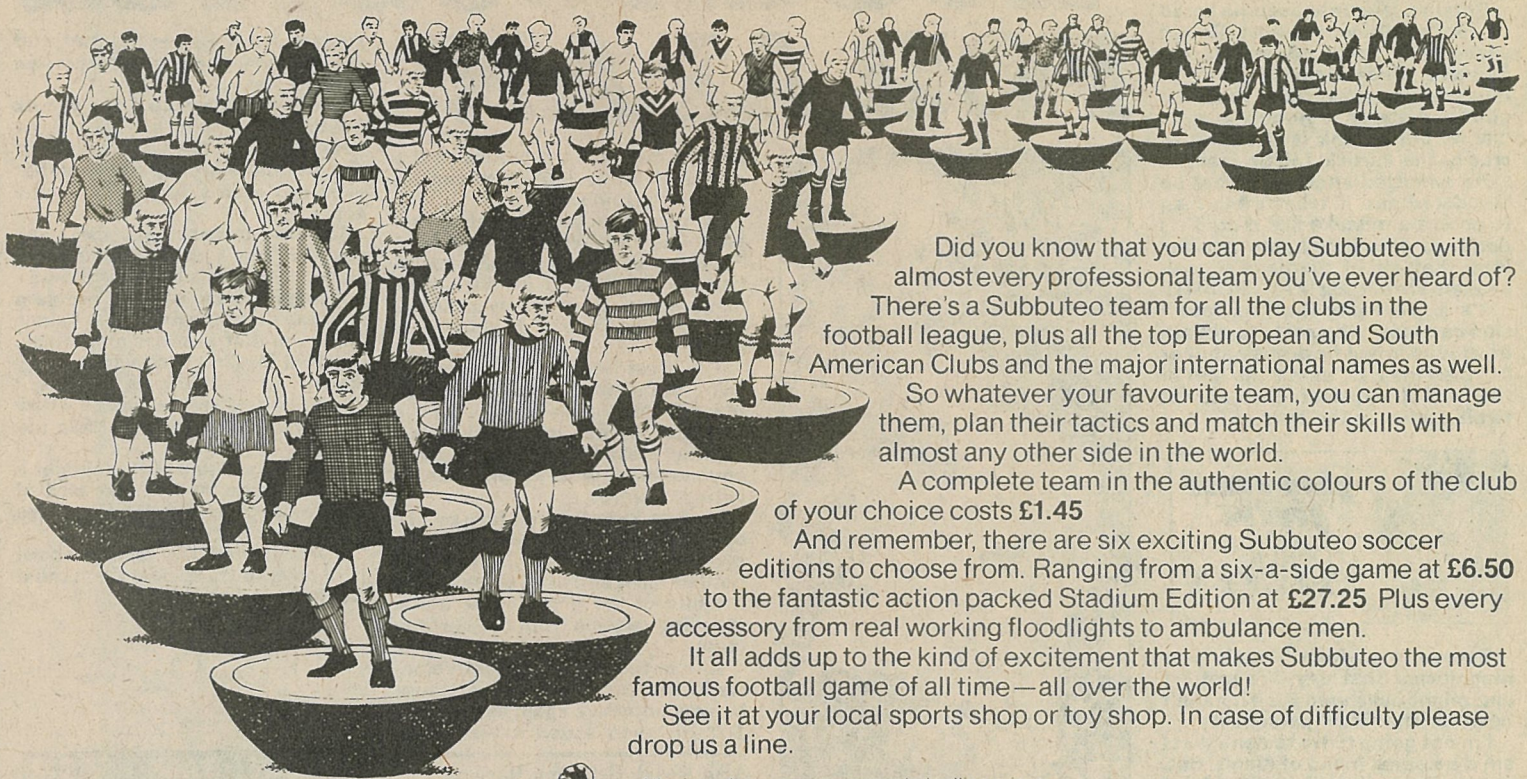 Did you know that you can play Subbuteo with
almost every professional team you've ever heard of?
There's a Subbuteo team for all the clubs in the
football league, plus all the top European and South
American Clubs and the major international names as well.
So whatever your favourite team, you can manage
them, plan their tactics and match their skills with
almost any other side in the world.
A complete team in the authentic colours of the club
of your choice costs £1.45
And remember, there are six exciting Subbuteo soccer
editions to choose from. Ranging from a six-a-side game at £6.50
to the fantastic action packed Stadium Edition at £27.25 Plus every
accessory from real working floodlights to ambulance men.
It all adds up to the kind of excitement that makes Subbuteo the most
famous football game of all time—all over the world!
See it at your local sports shop or toy shop. In case of difficulty please
drop us a line.